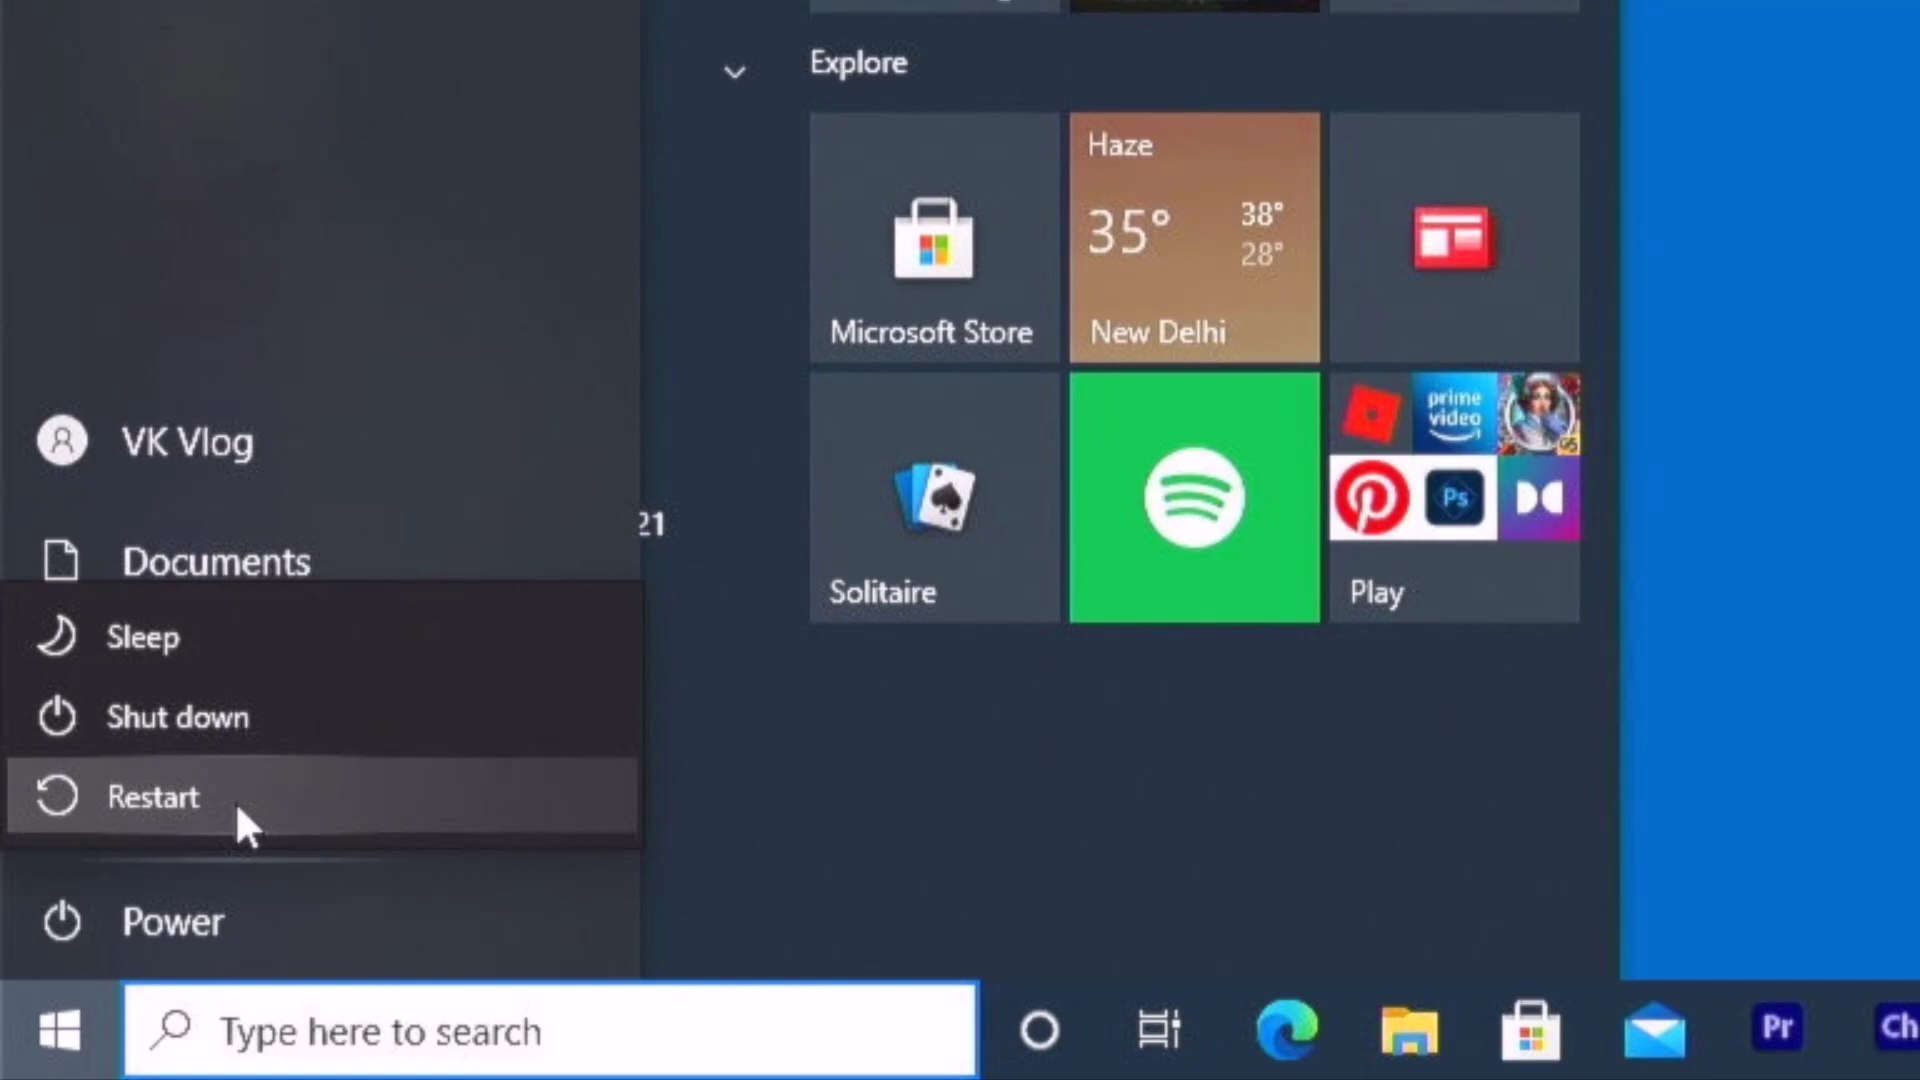 Explore
Haze
35°
38°
28°
Microsoft Store
New Delhi
prime
video
Ps
Solitaire
Play
VK Vlog
21
Documents
Sleep
Shut down
Restart
Power
Type here to search
Pr
Ch